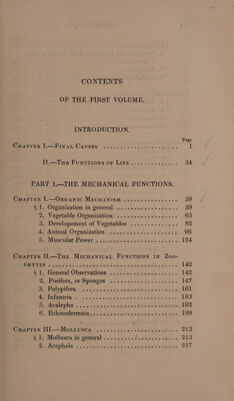 CONTENTS
OF THE FIRST VOLUME.
INTRODUCTION.
Page
CHAPTER I.—FINAL CAUSES ........................ 1
II.—THE FUNCTIONS OF LIFE .............. 34
PART I.—THE MECHANICAL FUNCTIONS.
CHAPTER I.—ORGANIC MECHANISM .................. 59
§ 1. Organization in general .................... 59
2. Vegetable Organization .................... 65
3. Developement of Vegetables ................ 82
4. Animal Organization ...................... 96
5. Muscular Power .......................... 124
CHAPTER II.—THE MECHANICAL FUNCTIONS IN ZOO-
PHYTES .......................................... 142
§ 1. General Observations ...................... 142
2. Porifera, or Sponges ...................... 147
3. Polypifera .............................. 161
4. Infusoria ................................ 183
5. Acalepha ................................ 192
6. Echinodermata .......................... 199
CHAPTER III.—MOLLUSCA .......................... 213
§ 1. Mollusca in general ........................ 213
2. Acephala ................................ 217